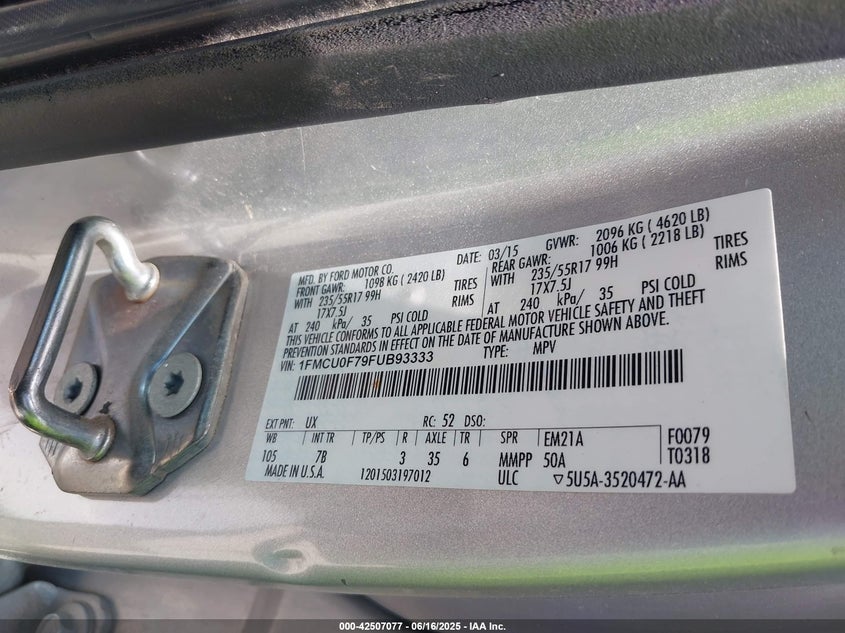 MFD. BY FORD MOTOR CO. DATE: 03/15 GVWR: 2096 KG ( 4620 LB)
FRONT GAWR: 1098 KG ( 2420 LB) REAR GAWR: 1006 KG ( 2218 LB)
WITH 235/55R17 99H TIRES WITH 235/55R17 99H TIRES
17X7.5J RIMS 17X7.5J RIMS
AT 240 kPa/ 35 PSI COLD AT 240 kPa/ 35 PSI COLD
THIS VEHICLE CONFORMS TO ALL APPLICABLE FEDERAL MOTOR VEHICLE SAFETY AND THEFT
PREVENTION STANDARDS IN EFFECT ON THE DATE OF MANUFACTURE SHOWN ABOVE.
VIN: 1FMCU0F79FUB93333 TYPE: MPV
EXT PNT: UX RC: 52 DSO:
WB INT TR TP/PS R AXLE TR SPR EM21A F0079
105 7B 3 35 6 MMPP 50A T0318
MADE IN U.S.A. 1201503197012 ULC ▽5U5A-3520472-AA
000-42507077 - 06/16/2025 - IAA Inc.